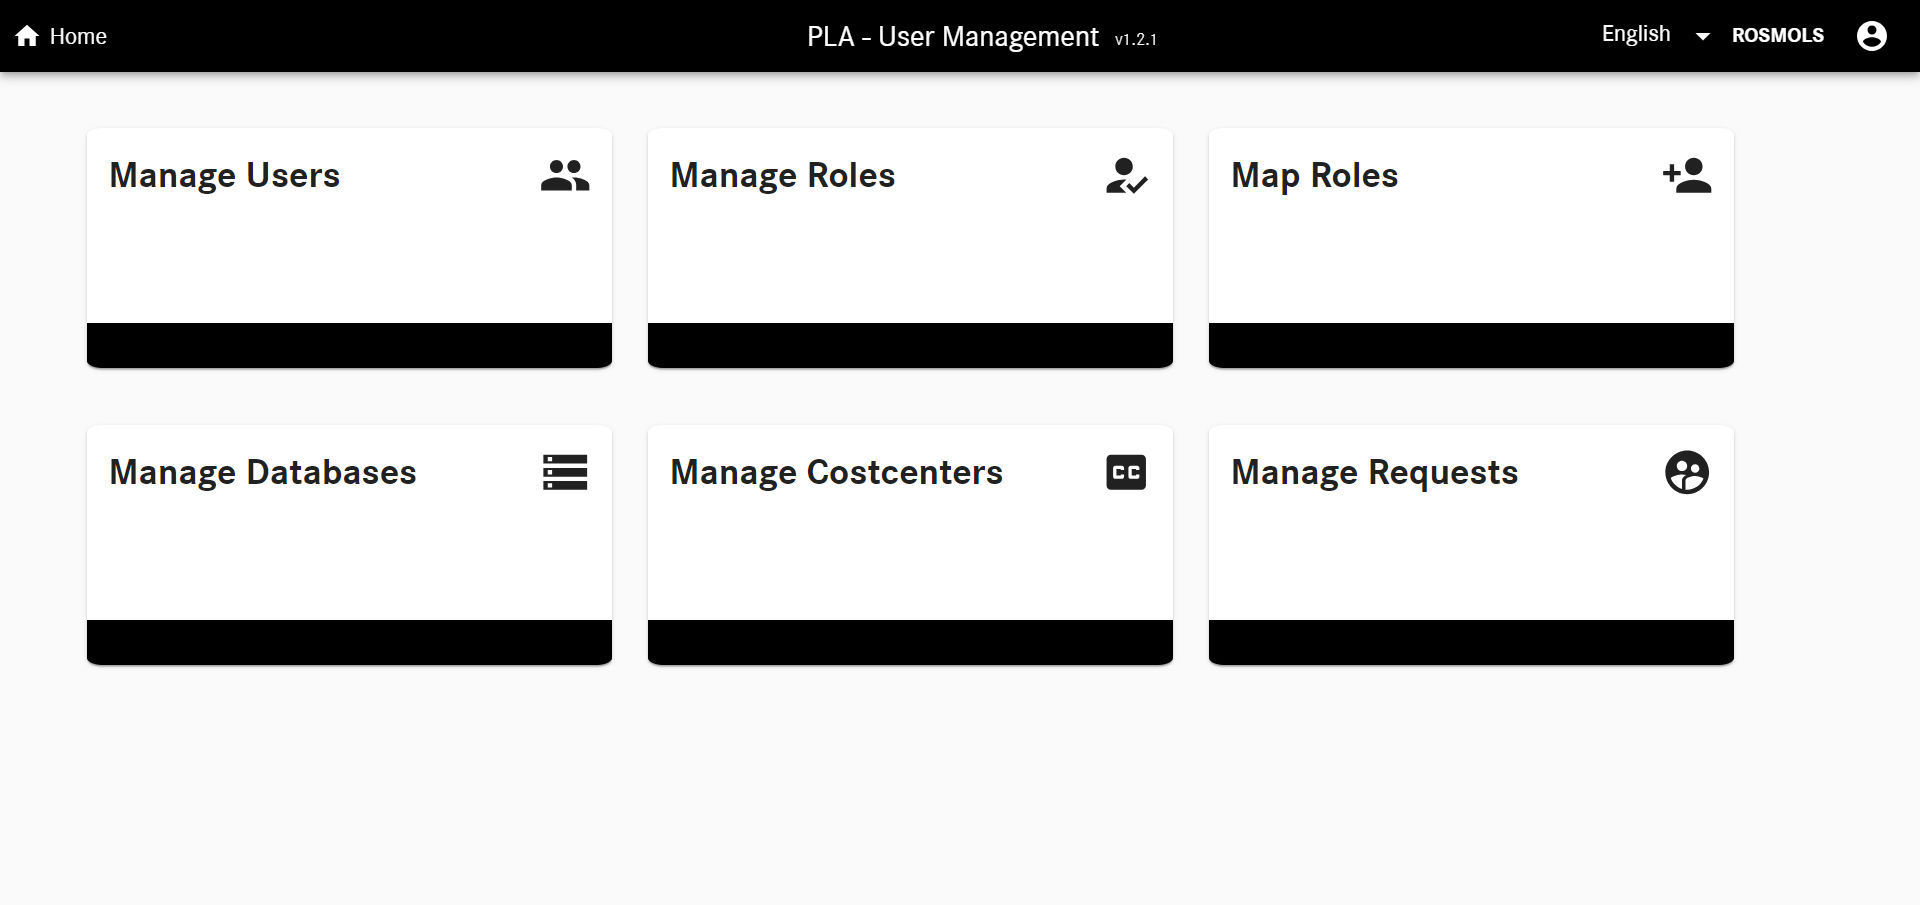 Home
PLA - User Management v1.2.1
English
ROSMOLS
Manage Users
Manage Roles
Map Roles
Manage Databases
Manage Costcenters
CC
Manage Requests